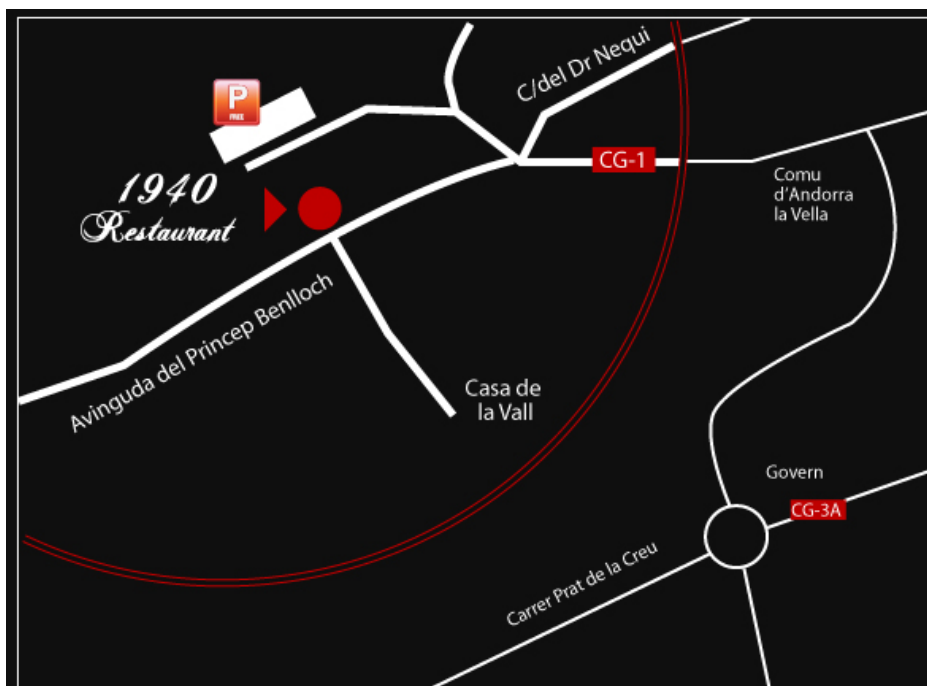 C/del Dr Nequi
P
FREE
CG-1
1940
Restaurant
Comu
d'Andorra
la Vella
Avinguda del Princep Benlloch
Casa de
la Vall
Govern
CG-3A
Carrer Prat de la Creu